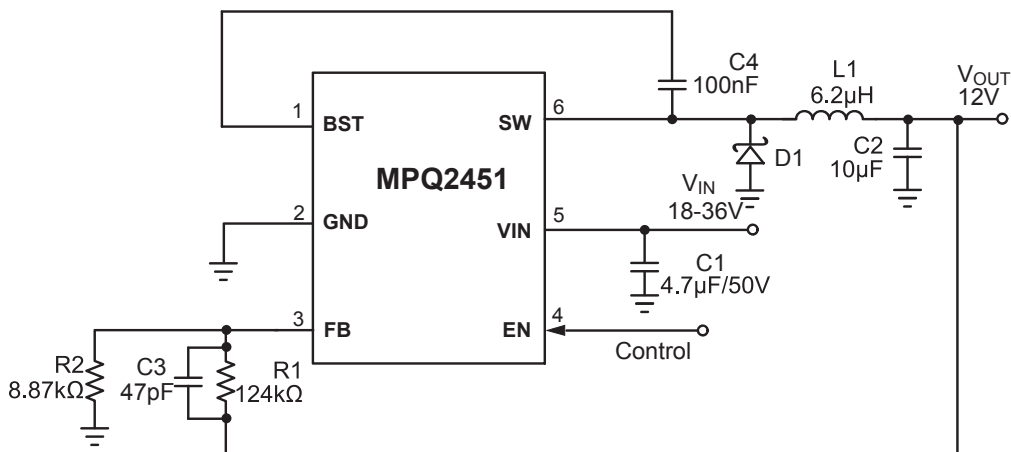 C4
100nF
L1
6.2µH
VOUT
12V
1
BST
SW
6
MPQ2451
D1
C2
10µF
VIN
18-36V
2
GND
VIN
5
C1
4.7µF/50V
3
FB
EN
4
Control
R2
8.87kΩ
C3
47pF
R1
124kΩ